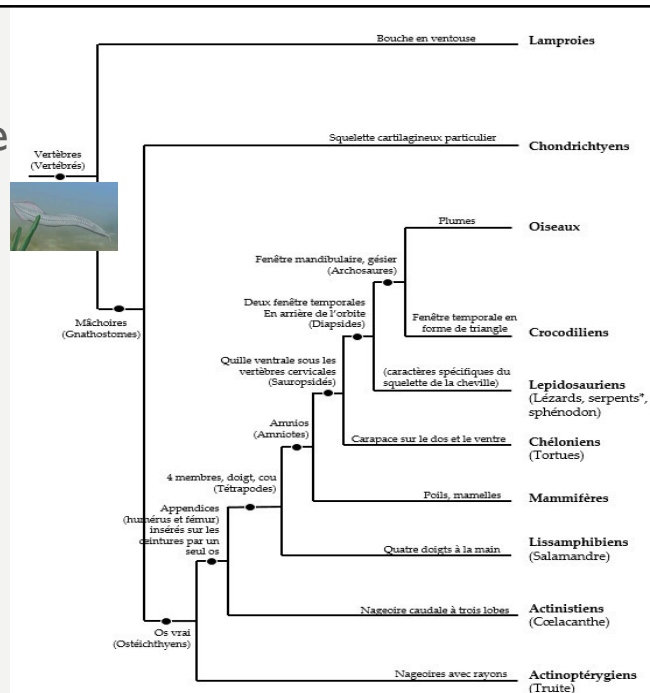 Bouche en ventouse
Lamproies
e
Squelette cartilagineux particulier
Chondrichtyens
Vertèbres
(Vertébrés)
Plumes
Oiseaux
Fenêtre mandibulaire, gésier
(Archosaures)
Deux fenêtre temporales
En arrière de l'orbite
(Diapsides)
Mâchoires
(Gnathostomes)
Fenêtre temporale en
forme de triangle
Crocodiliens
Quille ventrale sous les
vertèbres cervicales
(Sauropsidés)
(caractères spécifiques du
squelette de la cheville)
Lepidosauriens
(Lézards, serpents*,
sphénodon)
Amnios
(Amniotes)
Carapace sur le dos et le ventre
Chéloniens
(Tortues)
4 membres, doigt, cou
(Tétrapodes)
Poils, mamelles
Mammifères
Appendices
(humérus et fémur)
insérés sur les
ceintures par un
seul os
Quatre doigts à la main
Lissamphibiens
(Salamandre)
Nageoire caudale à trois lobes
Actinistiens
(Cœlacanthe)
Os vrai
(Ostéichthyens)
Nageoires avec rayons
Actinoptérygiens
(Truite)